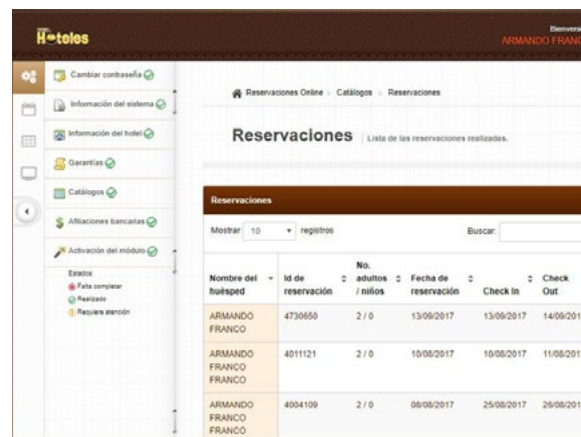 Hoteles
Bienveni
ARMANDO FRANC
Cambiar contraseña
Información del sistema
Información del hotel
Garantías
Catálogos
Afiliaciones bancarias
Activación del módulo
Estados
Falta completar
Realizado
Requiere atención
Reservaciones Online Catálogos Reservaciones
Reservaciones Lista de las reservaciones realizadas.
Reservaciones
Mostrar 10 registros Buscar:
Nombre del huésped Id de reservación No. adultos / niños Fecha de reservación Check In Check Out
ARMANDO FRANCO 4730650 2 / 0 13/09/2017 13/09/2017 14/09/201
ARMANDO FRANCO FRANCO 4011121 2 / 0 10/08/2017 10/08/2017 11/08/201
ARMANDO FRANCO FRANCO 4004109 2 / 0 08/08/2017 25/08/2017 26/08/201